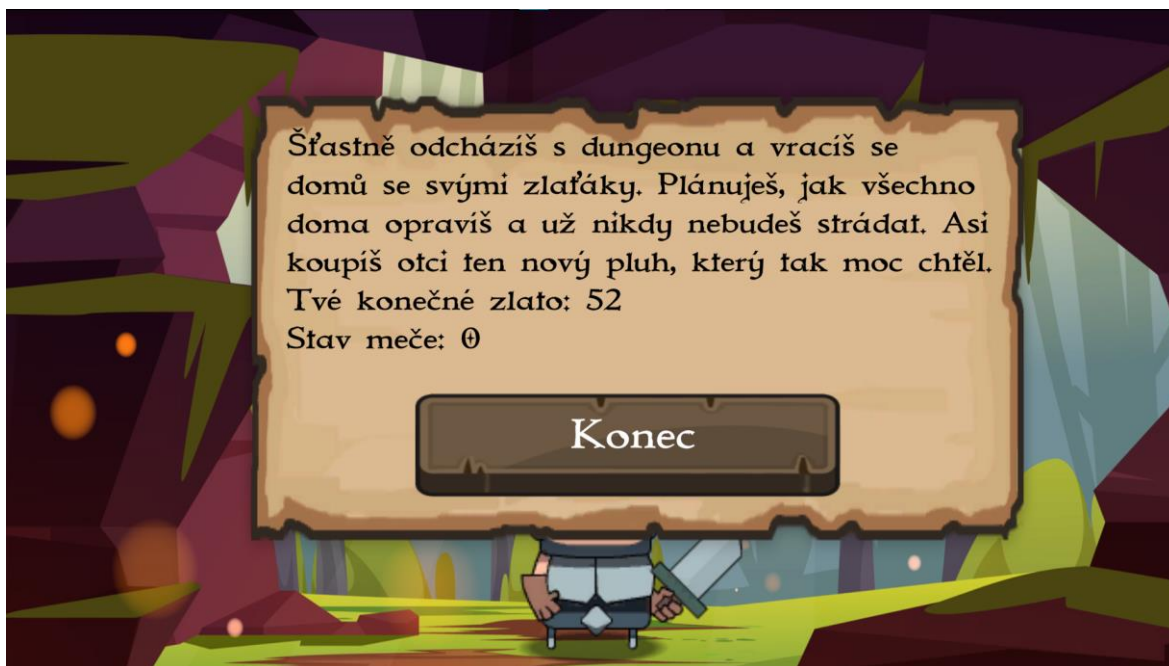 Šťastně odcházíš s dungeonu a vracíš se
domů se svými zlaťáky. Plánuješ, jak všechno
doma opravíš a už nikdy nebudeš strádat. Asi
koupíš otci ten nový pluh, který tak moc chtěl.
Tvé konečné zlato: 52
Stav meče: 0
Konec